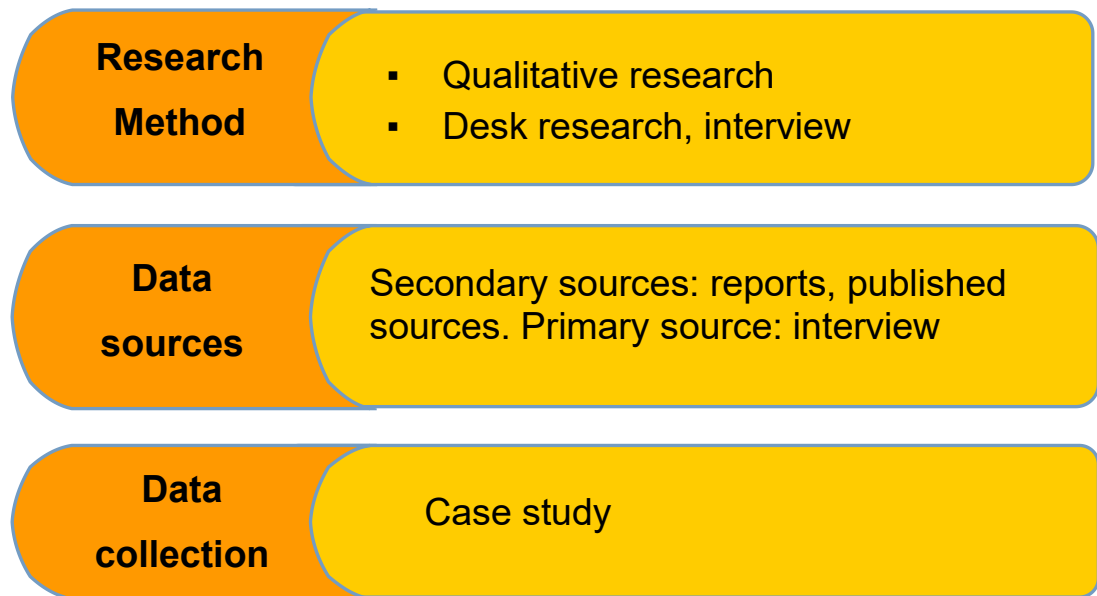 Research
Method
▪ Qualitative research
▪ Desk research, interview
Data
sources
Secondary sources: reports, published
sources. Primary source: interview
Data
collection
Case study